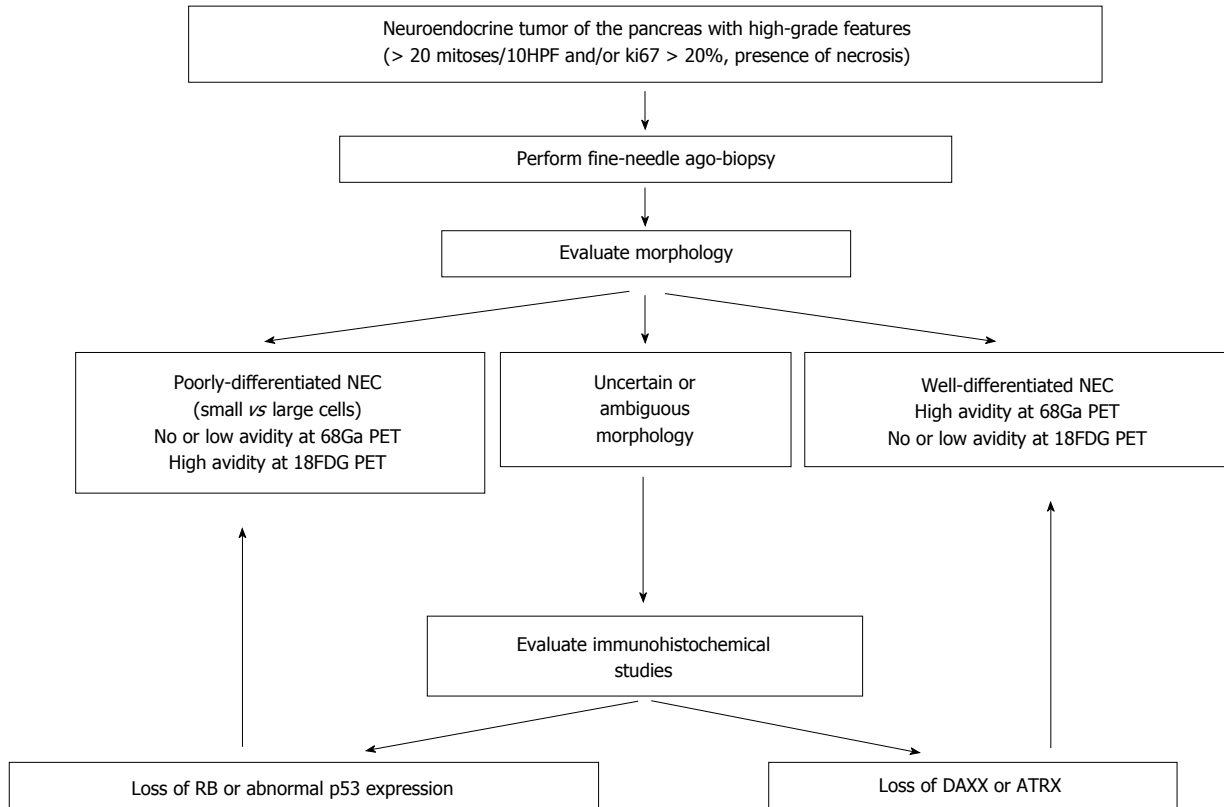 Neuroendocrine tumor of the pancreas with high-grade features
(> 20 mitoses/10HPF and/or ki67 > 20%, presence of necrosis)
Perform fine-needle ago-biopsy
Evaluate morphology
Poorly-differentiated NEC
(small vs large cells)
No or low avidity at 68Ga PET
High avidity at 18FDG PET
Uncertain or
ambiguous
morphology
Well-differentiated NEC
High avidity at 68Ga PET
No or low avidity at 18FDG PET
Evaluate immunohistochemical
studies
Loss of RB or abnormal p53 expression
Loss of DAXX or ATRX